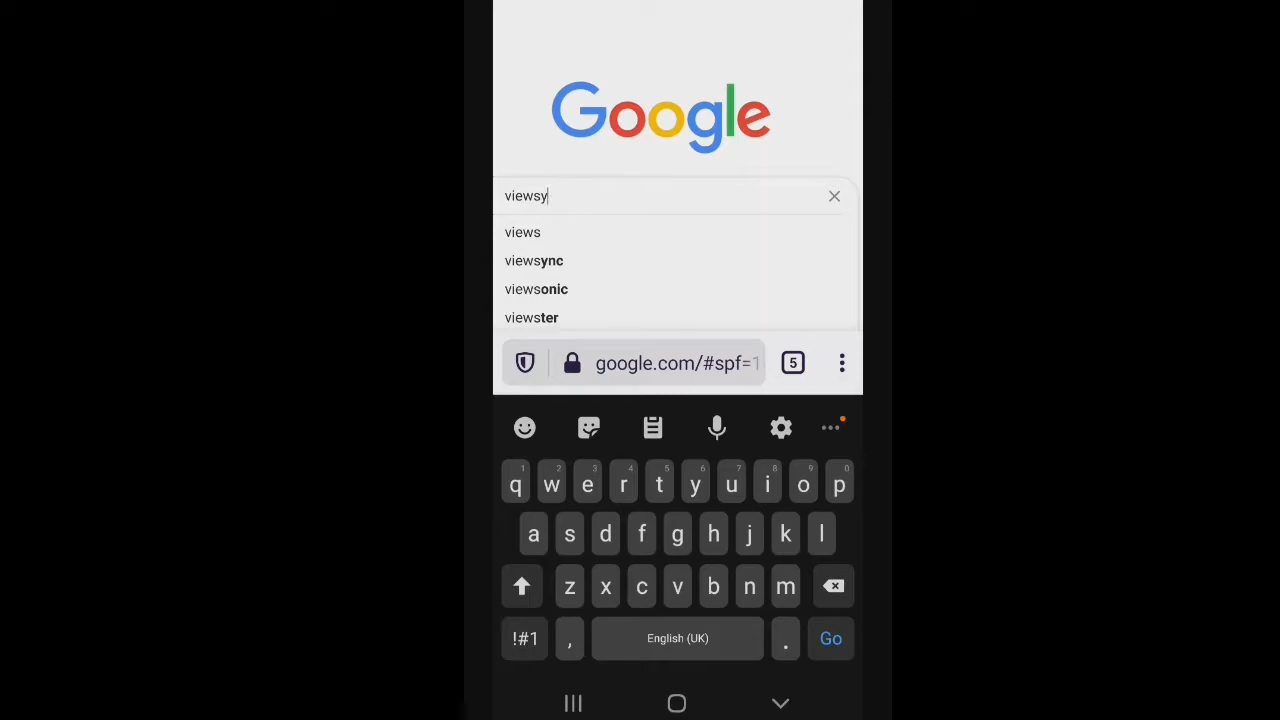 Google
viewsy
views
viewsync
viewsonic
viewster
google.com/#spf=1
5
1 2 3 4 5 6 7 8 9 0
q w e r t y u i o p
a s d f g h j k l
z x c v b n m
!#1 , English (UK) . Go